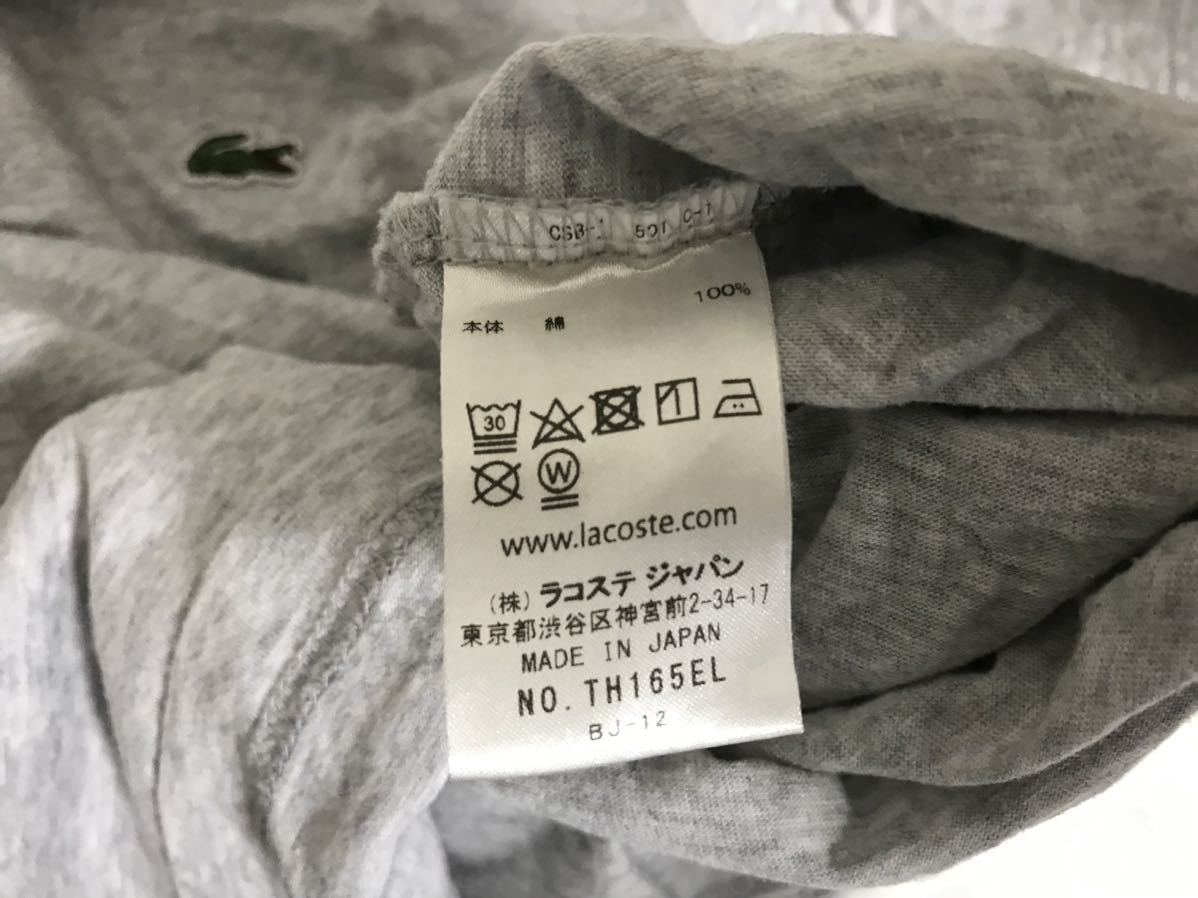 CSB-1 501 C-1
本体 綿 100%
30
W
www.lacoste.com
(株) ラコステ ジャパン
東京都渋谷区神宮前2-34-17
MADE IN JAPAN
NO. TH165EL
BJ-12